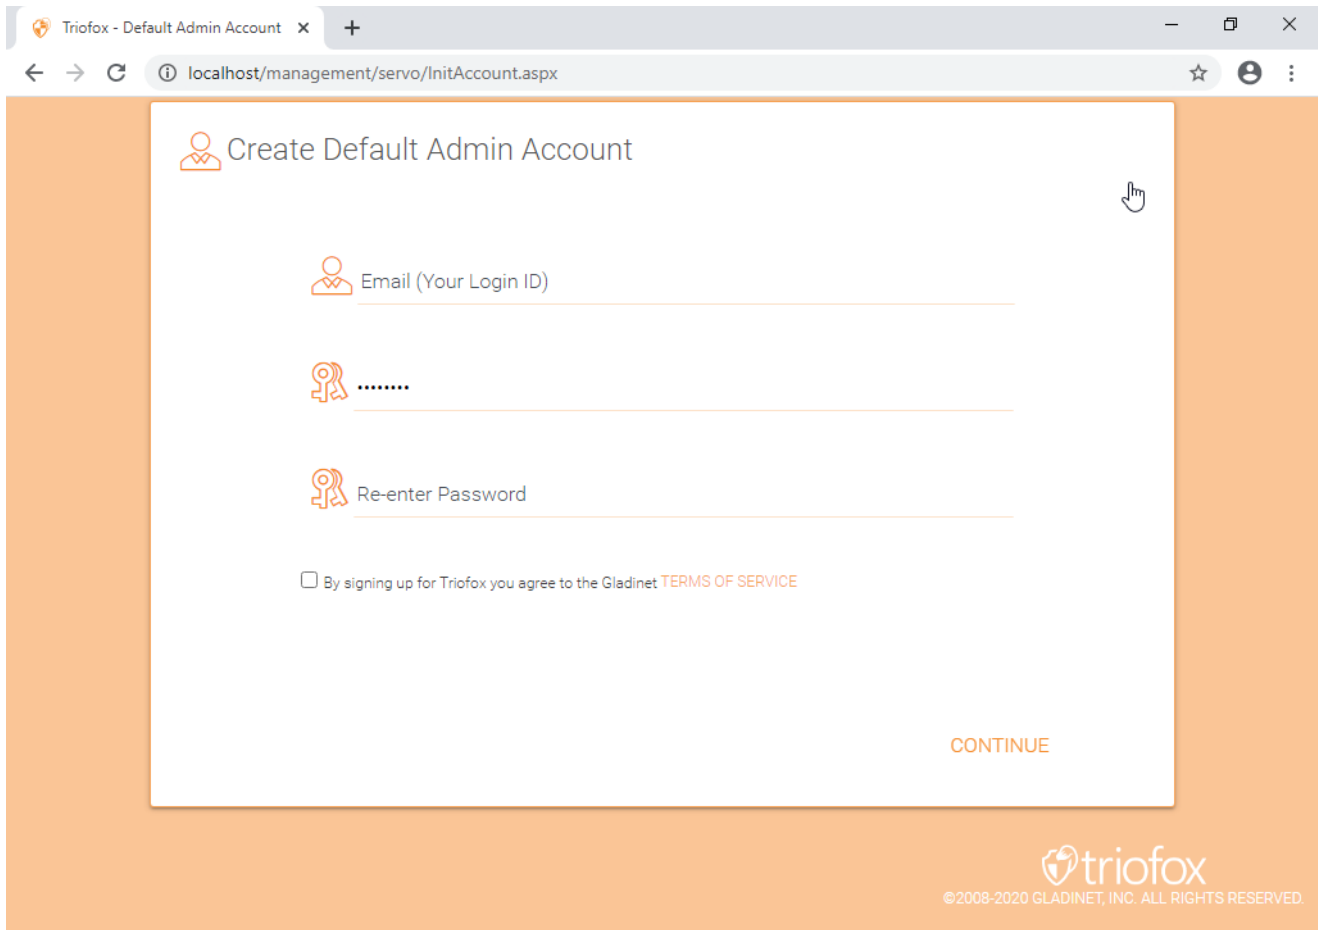 Triofox - Default Admin Account
localhost/management/servo/InitAccount.aspx
Create Default Admin Account
Email (Your Login ID)
••••••••
Re-enter Password
By signing up for Triofox you agree to the Gladinet TERMS OF SERVICE
CONTINUE
triofox
©2008-2020 GLADINET, INC. ALL RIGHTS RESERVED.